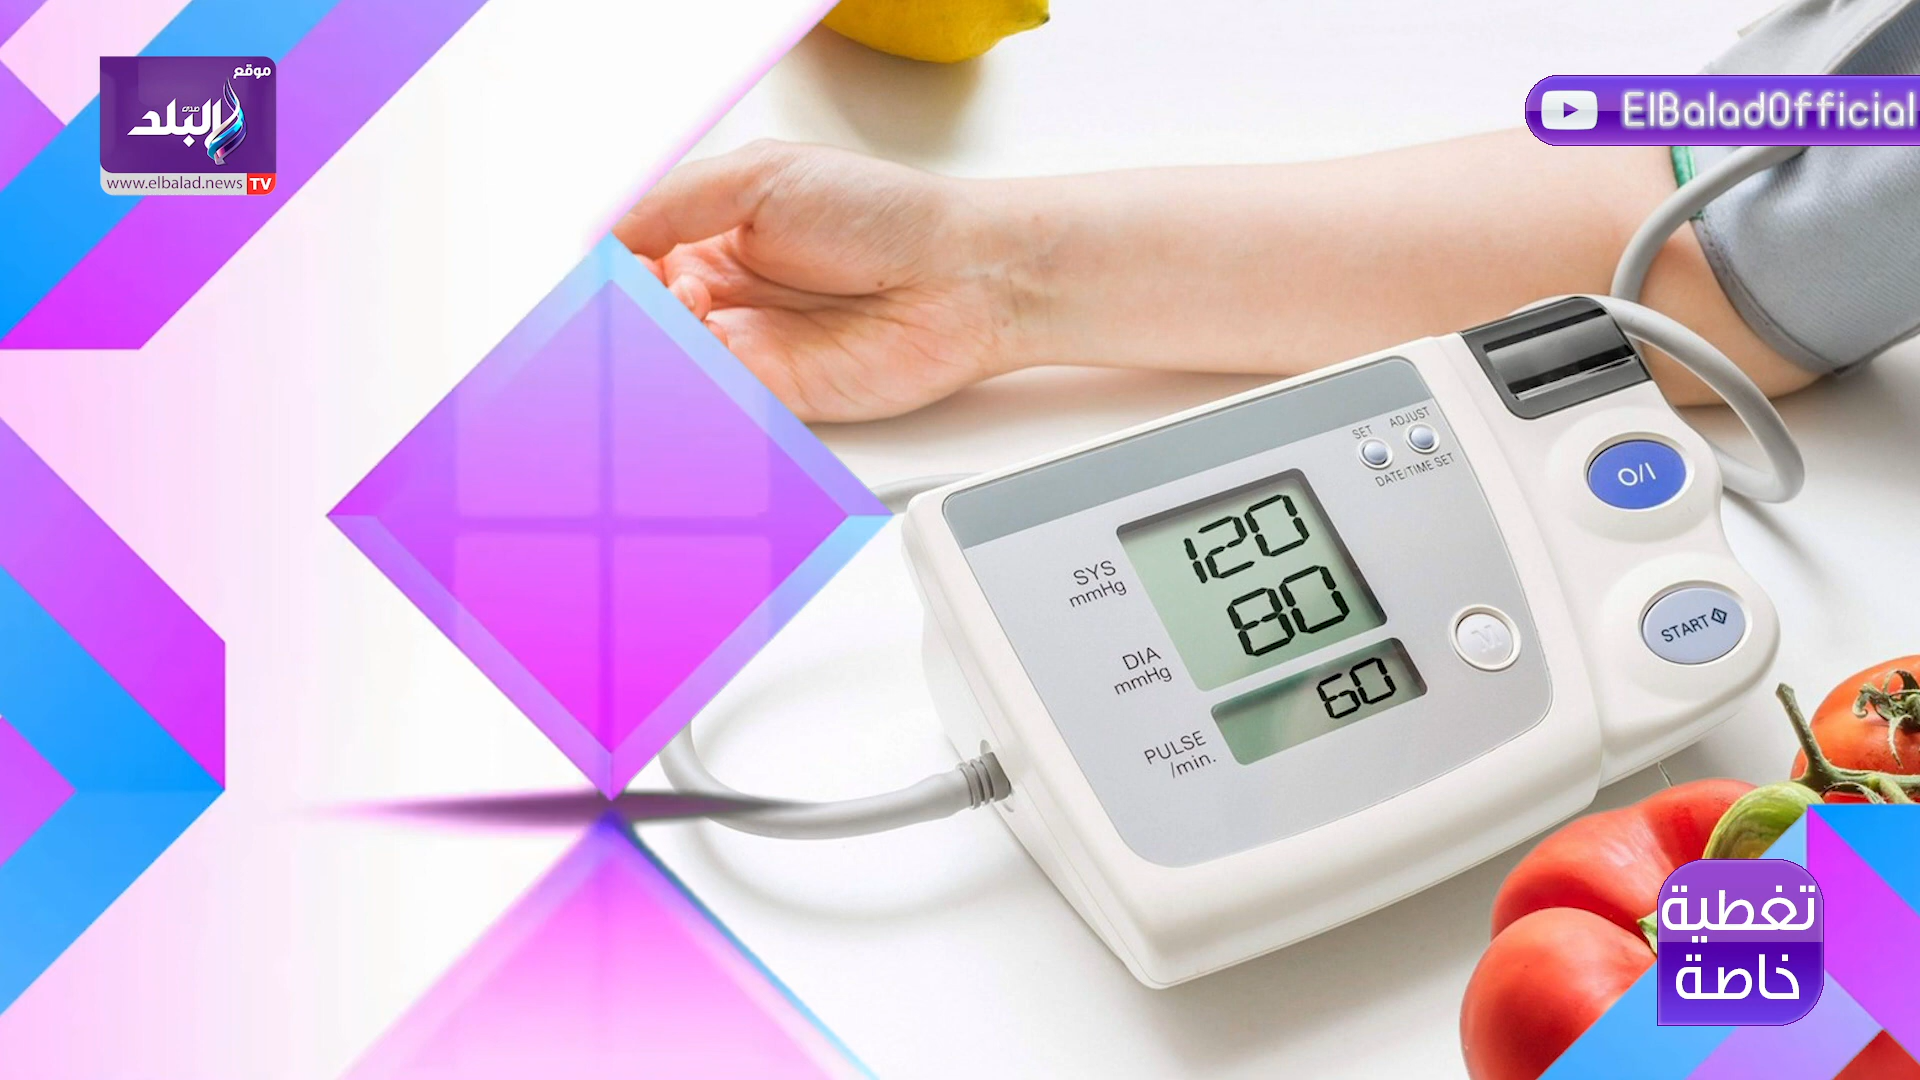 موقع
صدى
البلد
www.elbalad.news TV
ElBaladOfficial
SET
ADJUST
DATE/TIME SET
O/I
START
SYS
mmHg
120
DIA
mmHg
80
PULSE
/min.
60
M
تغطية
خاصة